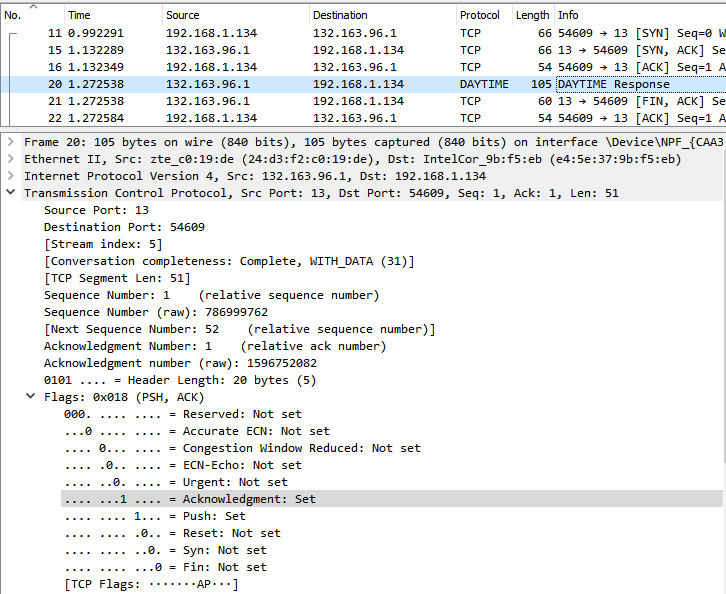 No. Time Source Destination Protocol Length Info
11 0.992291 192.168.1.134 132.163.96.1 TCP 66 54609 → 13 [SYN] Seq=0 W
15 1.132289 132.163.96.1 192.168.1.134 TCP 66 13 → 54609 [SYN, ACK] Se
16 1.132349 192.168.1.134 132.163.96.1 TCP 54 54609 → 13 [ACK] Seq=1 A
20 1.272538 132.163.96.1 192.168.1.134 DAYTIME 105 DAYTIME Response
21 1.272538 132.163.96.1 192.168.1.134 TCP 60 13 → 54609 [FIN, ACK] Se
22 1.272584 192.168.1.134 132.163.96.1 TCP 54 54609 → 13 [ACK] Seq=1 A
Frame 20: 105 bytes on wire (840 bits), 105 bytes captured (840 bits) on interface \Device\NPF_{CAA3
Ethernet II, Src: zte_c0:19:de (24:d3:f2:c0:19:de), Dst: IntelCor_9b:f5:eb (e4:5e:37:9b:f5:eb)
Internet Protocol Version 4, Src: 132.163.96.1, Dst: 192.168.1.134
Transmission Control Protocol, Src Port: 13, Dst Port: 54609, Seq: 1, Ack: 1, Len: 51
Source Port: 13
Destination Port: 54609
[Stream index: 5]
[Conversation completeness: Complete, WITH_DATA (31)]
[TCP Segment Len: 51]
Sequence Number: 1    (relative sequence number)
Sequence Number (raw): 786999762
[Next Sequence Number: 52    (relative sequence number)]
Acknowledgment Number: 1    (relative ack number)
Acknowledgment number (raw): 1596752082
0101 .... = Header Length: 20 bytes (5)
Flags: 0x018 (PSH, ACK)
000. .... .... = Reserved: Not set
...0 .... .... = Accurate ECN: Not set
.... 0... .... = Congestion Window Reduced: Not set
.... .0.. .... = ECN-Echo: Not set
.... ..0. .... = Urgent: Not set
.... ...1 .... = Acknowledgment: Set
.... .... 1... = Push: Set
.... .... .0.. = Reset: Not set
.... .... ..0. = Syn: Not set
.... .... ...0 = Fin: Not set
[TCP Flags: ·······AP···]